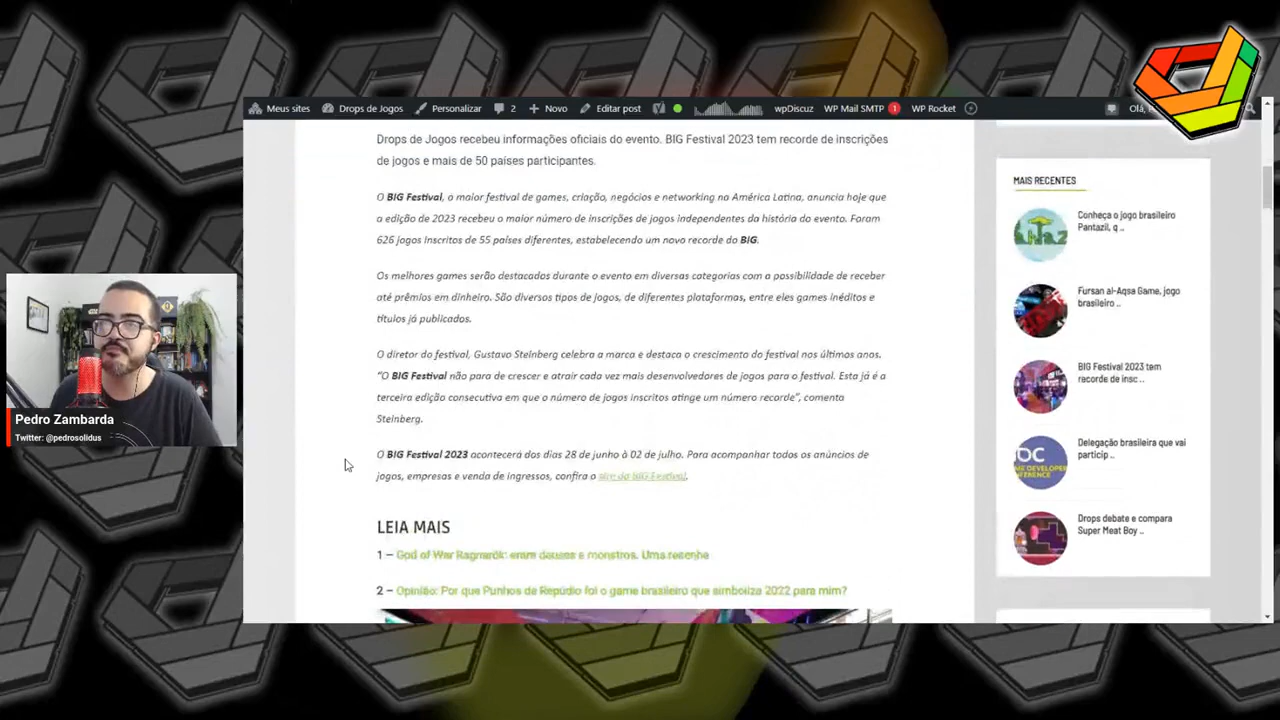 Meus sites
Drops de Jogos
Personalizar
2
Novo
Editar post
wpDiscuz
WP Mail SMTP 1
WP Rocket
Drops de Jogos recebeu informações oficiais do evento. BIG Festival 2023 tem recorde de inscrições
de jogos e mais de 50 países participantes.
O BIG Festival, o maior festival de games, criação, negócios e networking na América Latina, anuncia hoje que
a edição de 2023 recebeu o maior número de inscrições de jogos independentes da história do evento. Foram
626 jogos inscritos de 55 países diferentes, estabelecendo um novo recorde do BIG.
Os melhores games serão destacados durante o evento em diversas categorias com a possibilidade de receber
até prêmios em dinheiro. São diversos tipos de jogos, de diferentes plataformas, entre eles games inéditos e
títulos já publicados.
O diretor do festival, Gustavo Steinberg celebra a marca e destaca o crescimento do festival nos últimos anos.
"O BIG Festival não para de crescer e atrair cada vez mais desenvolvedores de jogos para o festival. Esta já é a
terceira edição consecutiva em que o número de jogos inscritos atinge um número recorde", comenta
Steinberg.
O BIG Festival 2023 acontecerá dos dias 28 de junho à 02 de julho. Para acompanhar todos os anúncios de
jogos, empresas e venda de ingressos, confira o site do BIG Festival.
LEIA MAIS
1 – God of War Ragnarök: eram deuses e monstros. Uma resenha
2 – Opinião: Por que Punhos de Repúdio foi o game brasileiro que simboliza 2022 para mim?
MAIS RECENTES
Conheça o jogo brasileiro
Pantazil, q ..
Fursan al-Aqsa Game, jogo
brasileiro ..
BIG Festival 2023 tem
recorde de insc ..
Delegação brasileira que vai
particip ..
Drops debate e compara
Super Meat Boy ..
Pedro Zambarda
Twitter: @pedrosolidus